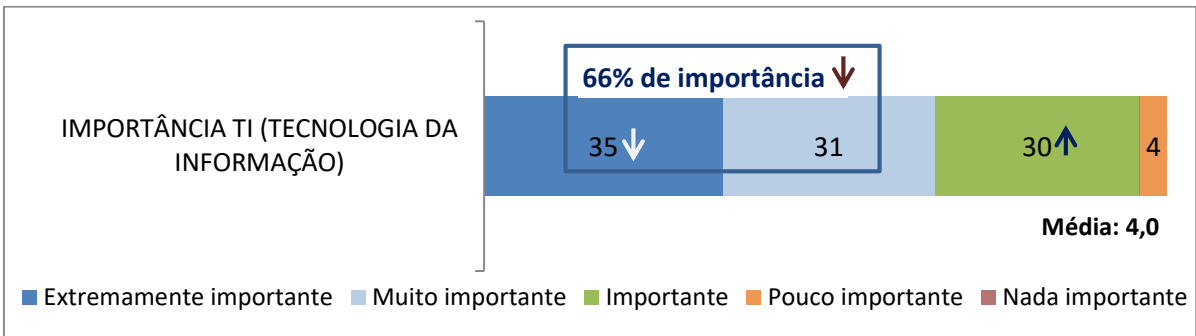 66% de importância
IMPORTÂNCIA TI (TECNOLOGIA DA
INFORMAÇÃO)
35
31
30
4
Média: 4,0
Extremamente importante
Muito importante
Importante
Pouco importante
Nada importante